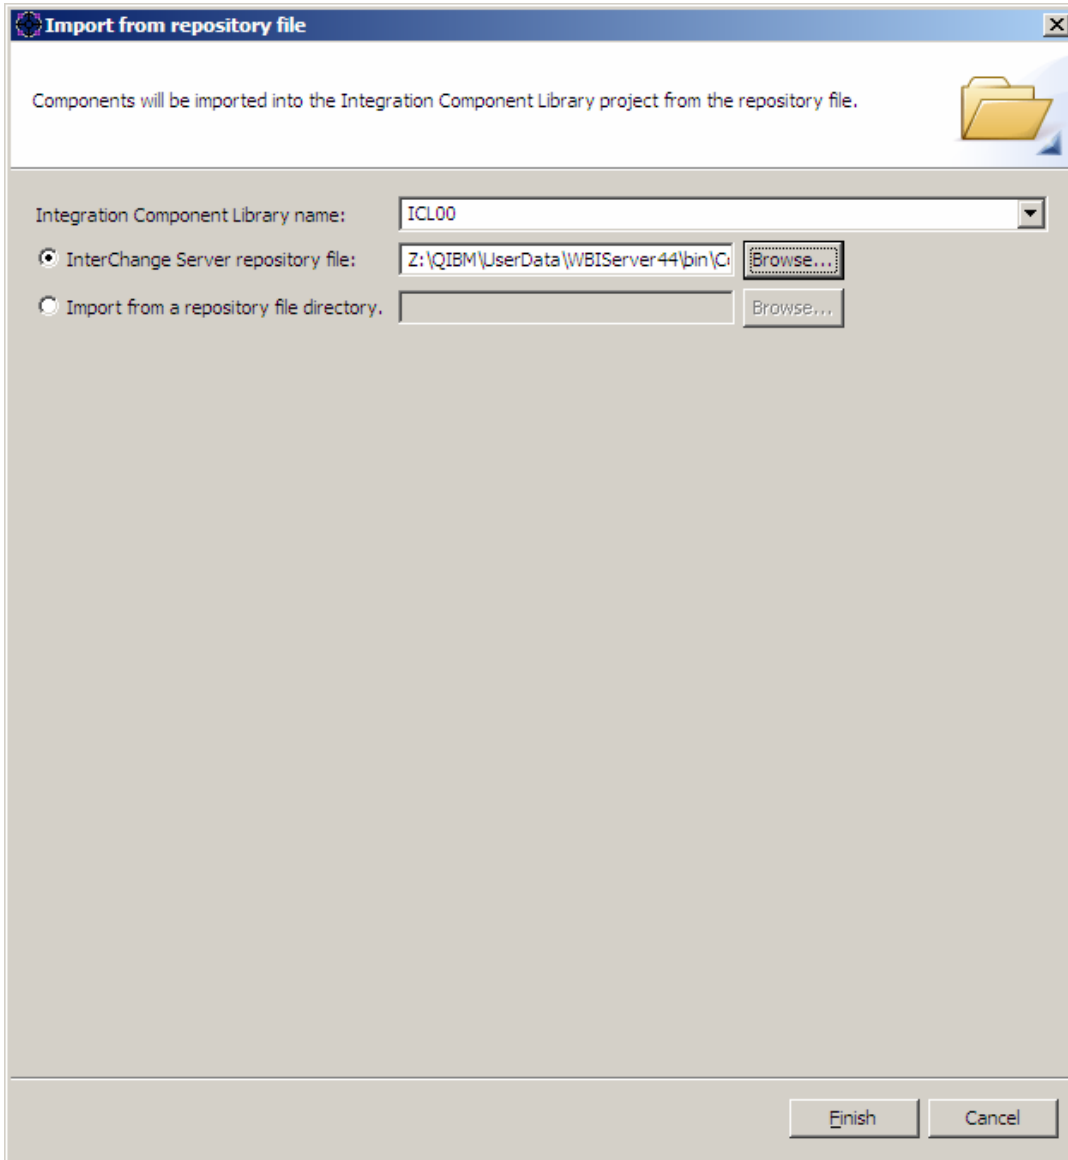 Import from repository file
Components will be imported into the Integration Component Library project from the repository file.
Integration Component Library name: ICL00
InterChange Server repository file: Z:\QIBM\UserData\WBIServer44\bin\C Browse...
Import from a repository file directory. Browse...
Finish Cancel